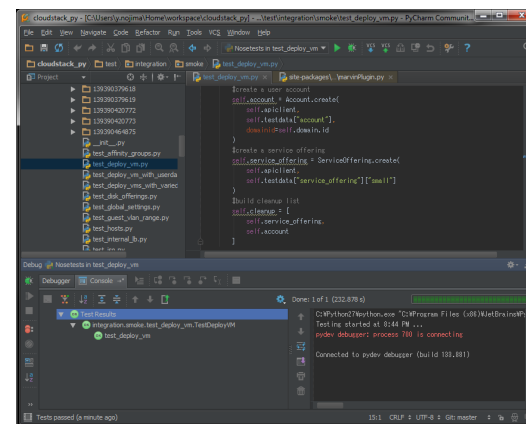 cloudstack_py - [C:\Users\y.nojima\Home\workspace\cloudstack_py] - ...\test\integration\smoke\test_deploy_vm.py - PyCharm Communit...
File Edit View Navigate Code Refactor Run Tools VCS Window Help
Nosetests in test_deploy_vm
cloudstack_py test integration smoke test_deploy_vm.py
Project
test_deploy_vm.py site-packages\...\marvinPlugin.py
139390379618
139390379619
139390420772
139390420773
139390464875
__init__.py
test_affinity_groups.py
test_deploy_vm.py
test_deploy_vm_with_userda
test_deploy_vms_with_varied
test_disk_offerings.py
test_global_settings.py
test_guest_vlan_range.py
test_hosts.py
test_internal_lb.py
test_iso.py
#create a user account
self.account = Account.create(
self.apiclient,
self.testdata["account"],
domainid=self.domain.id
)
#create a service offering
self.service_offering = ServiceOffering.create(
self.apiclient,
self.testdata["service_offering"]["small"]
)
#build cleanup list
self.cleanup = [
self.service_offering,
self.account
]
Debug Nosetests in test_deploy_vm
Debugger Console
Done: 1 of 1 (232.878 s)
Test Results
integration.smoke.test_deploy_vm.TestDeployVM
test_deploy_vm
C:¥Python27¥python.exe "C:¥Program Files (x86)¥JetBrains¥Py
Testing started at 8:44 PM ...
pydev debugger: process 780 is connecting
Connected to pydev debugger (build 133.881)
Tests passed (a minute ago)
15:1 CRLF UTF-8 Git: master